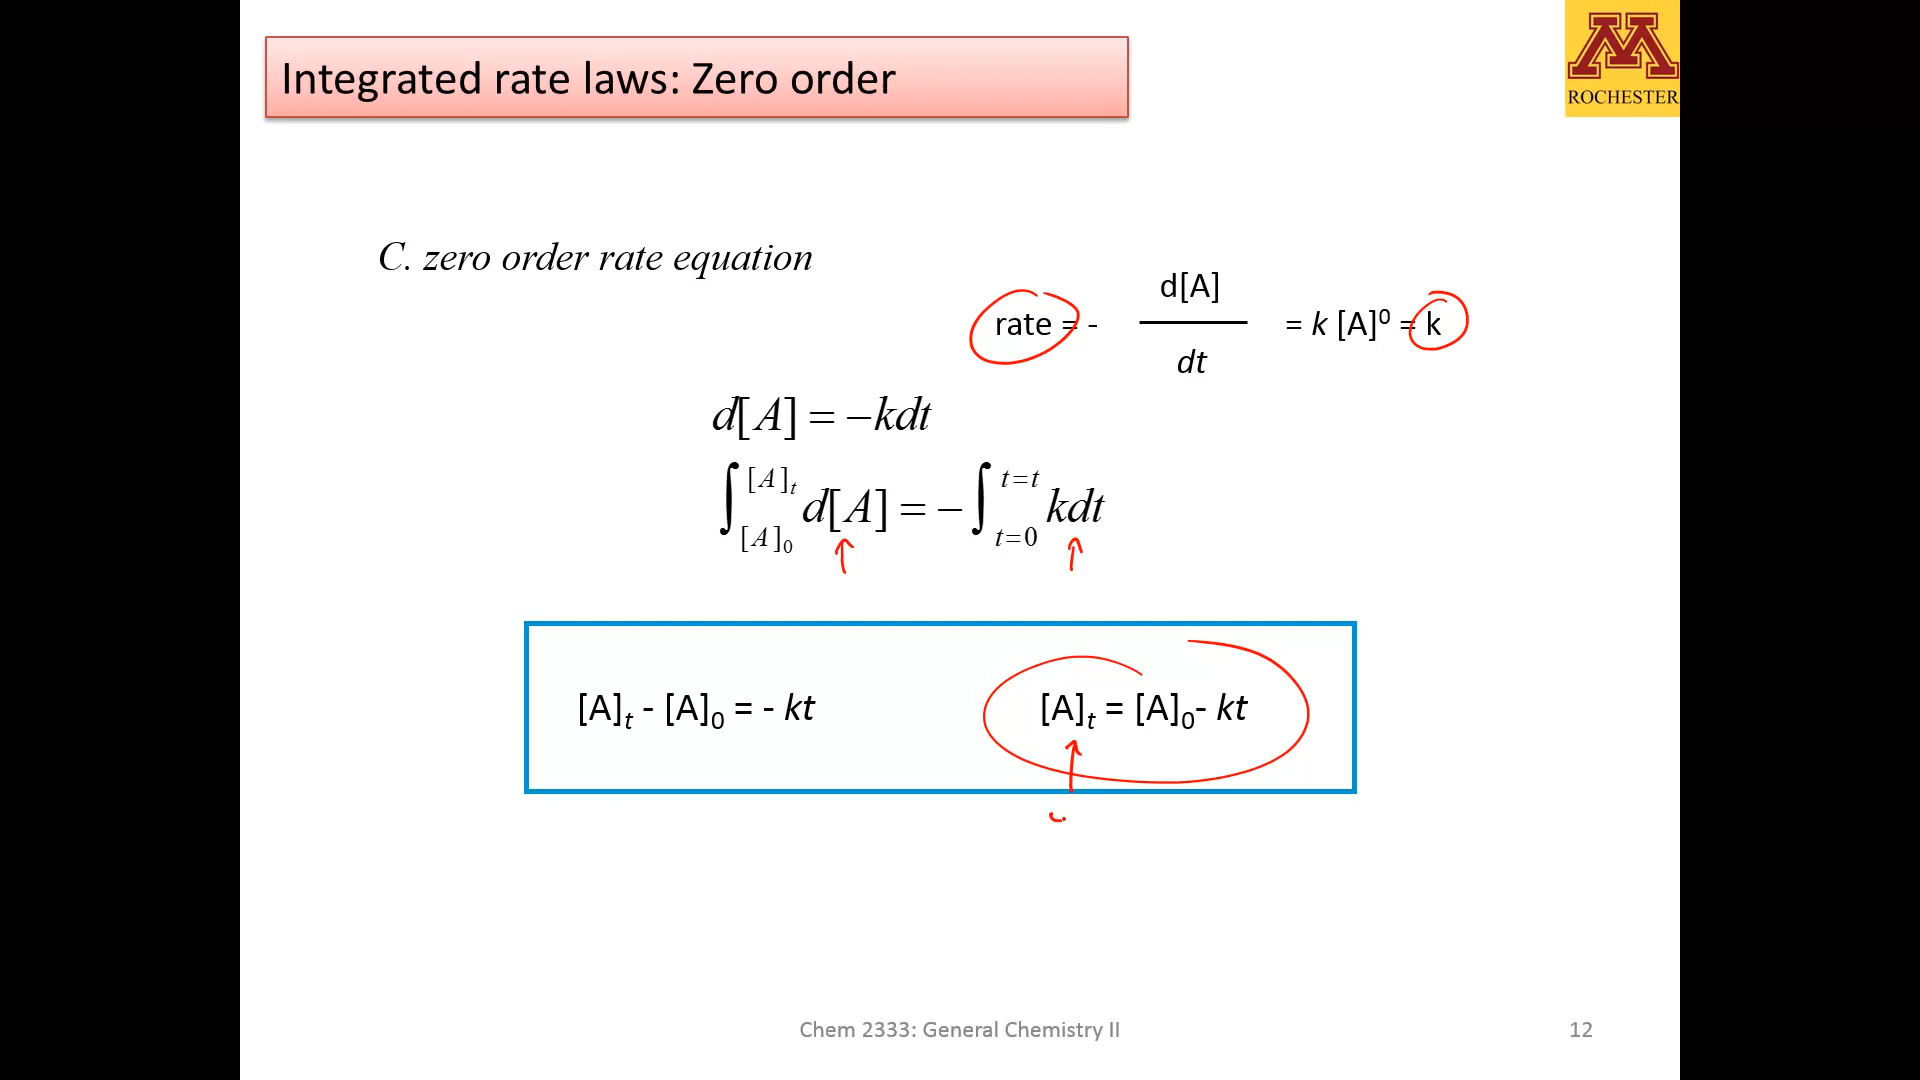 Integrated rate laws: Zero order
M
ROCHESTER
C. zero order rate equation
rate = - d[A]/dt = k [A]⁰ = k
d[A] = −kdt
∫_{[A]₀}^{[A]ₜ} d[A] = −∫_{t=0}^{t=t} kdt
[A]ₜ - [A]₀ = - kt
[A]ₜ = [A]₀- kt
Chem 2333: General Chemistry II
12